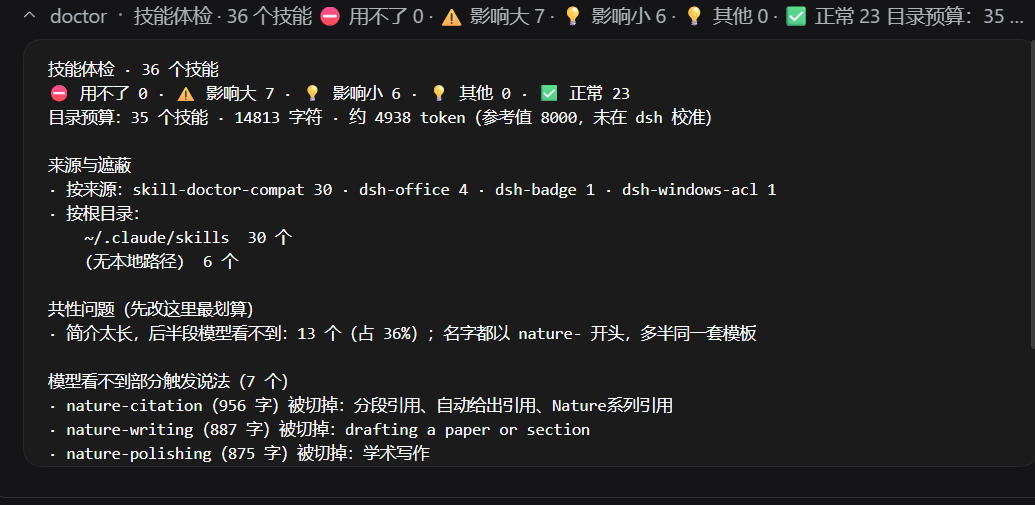 doctor · 技能体检 · 36 个技能 ⛔ 用不了 0 · ⚠️ 影响大 7 · 💡 影响小 6 · 💡 其他 0 · ✅ 正常 23 目录预算：35 ...
技能体检 · 36 个技能
⛔ 用不了 0 · ⚠️ 影响大 7 · 💡 影响小 6 · 💡 其他 0 · ✅ 正常 23
目录预算：35 个技能 · 14813 字符 · 约 4938 token（参考值 8000，未在 dsh 校准）
来源与遮蔽
· 按来源：skill-doctor-compat 30 · dsh-office 4 · dsh-badge 1 · dsh-windows-acl 1
· 按根目录：
~/.claude/skills 30 个
（无本地路径） 6 个
共性问题（先改这里最划算）
· 简介太长，后半段模型看不到：13 个（占 36%）；名字都以 nature- 开头，多半同一套模板
模型看不到部分触发说法（7 个）
· nature-citation（956 字）被切掉：分段引用、自动给出引用、Nature系列引用
· nature-writing（887 字）被切掉：drafting a paper or section
· nature-polishing（875 字）被切掉：学术写作